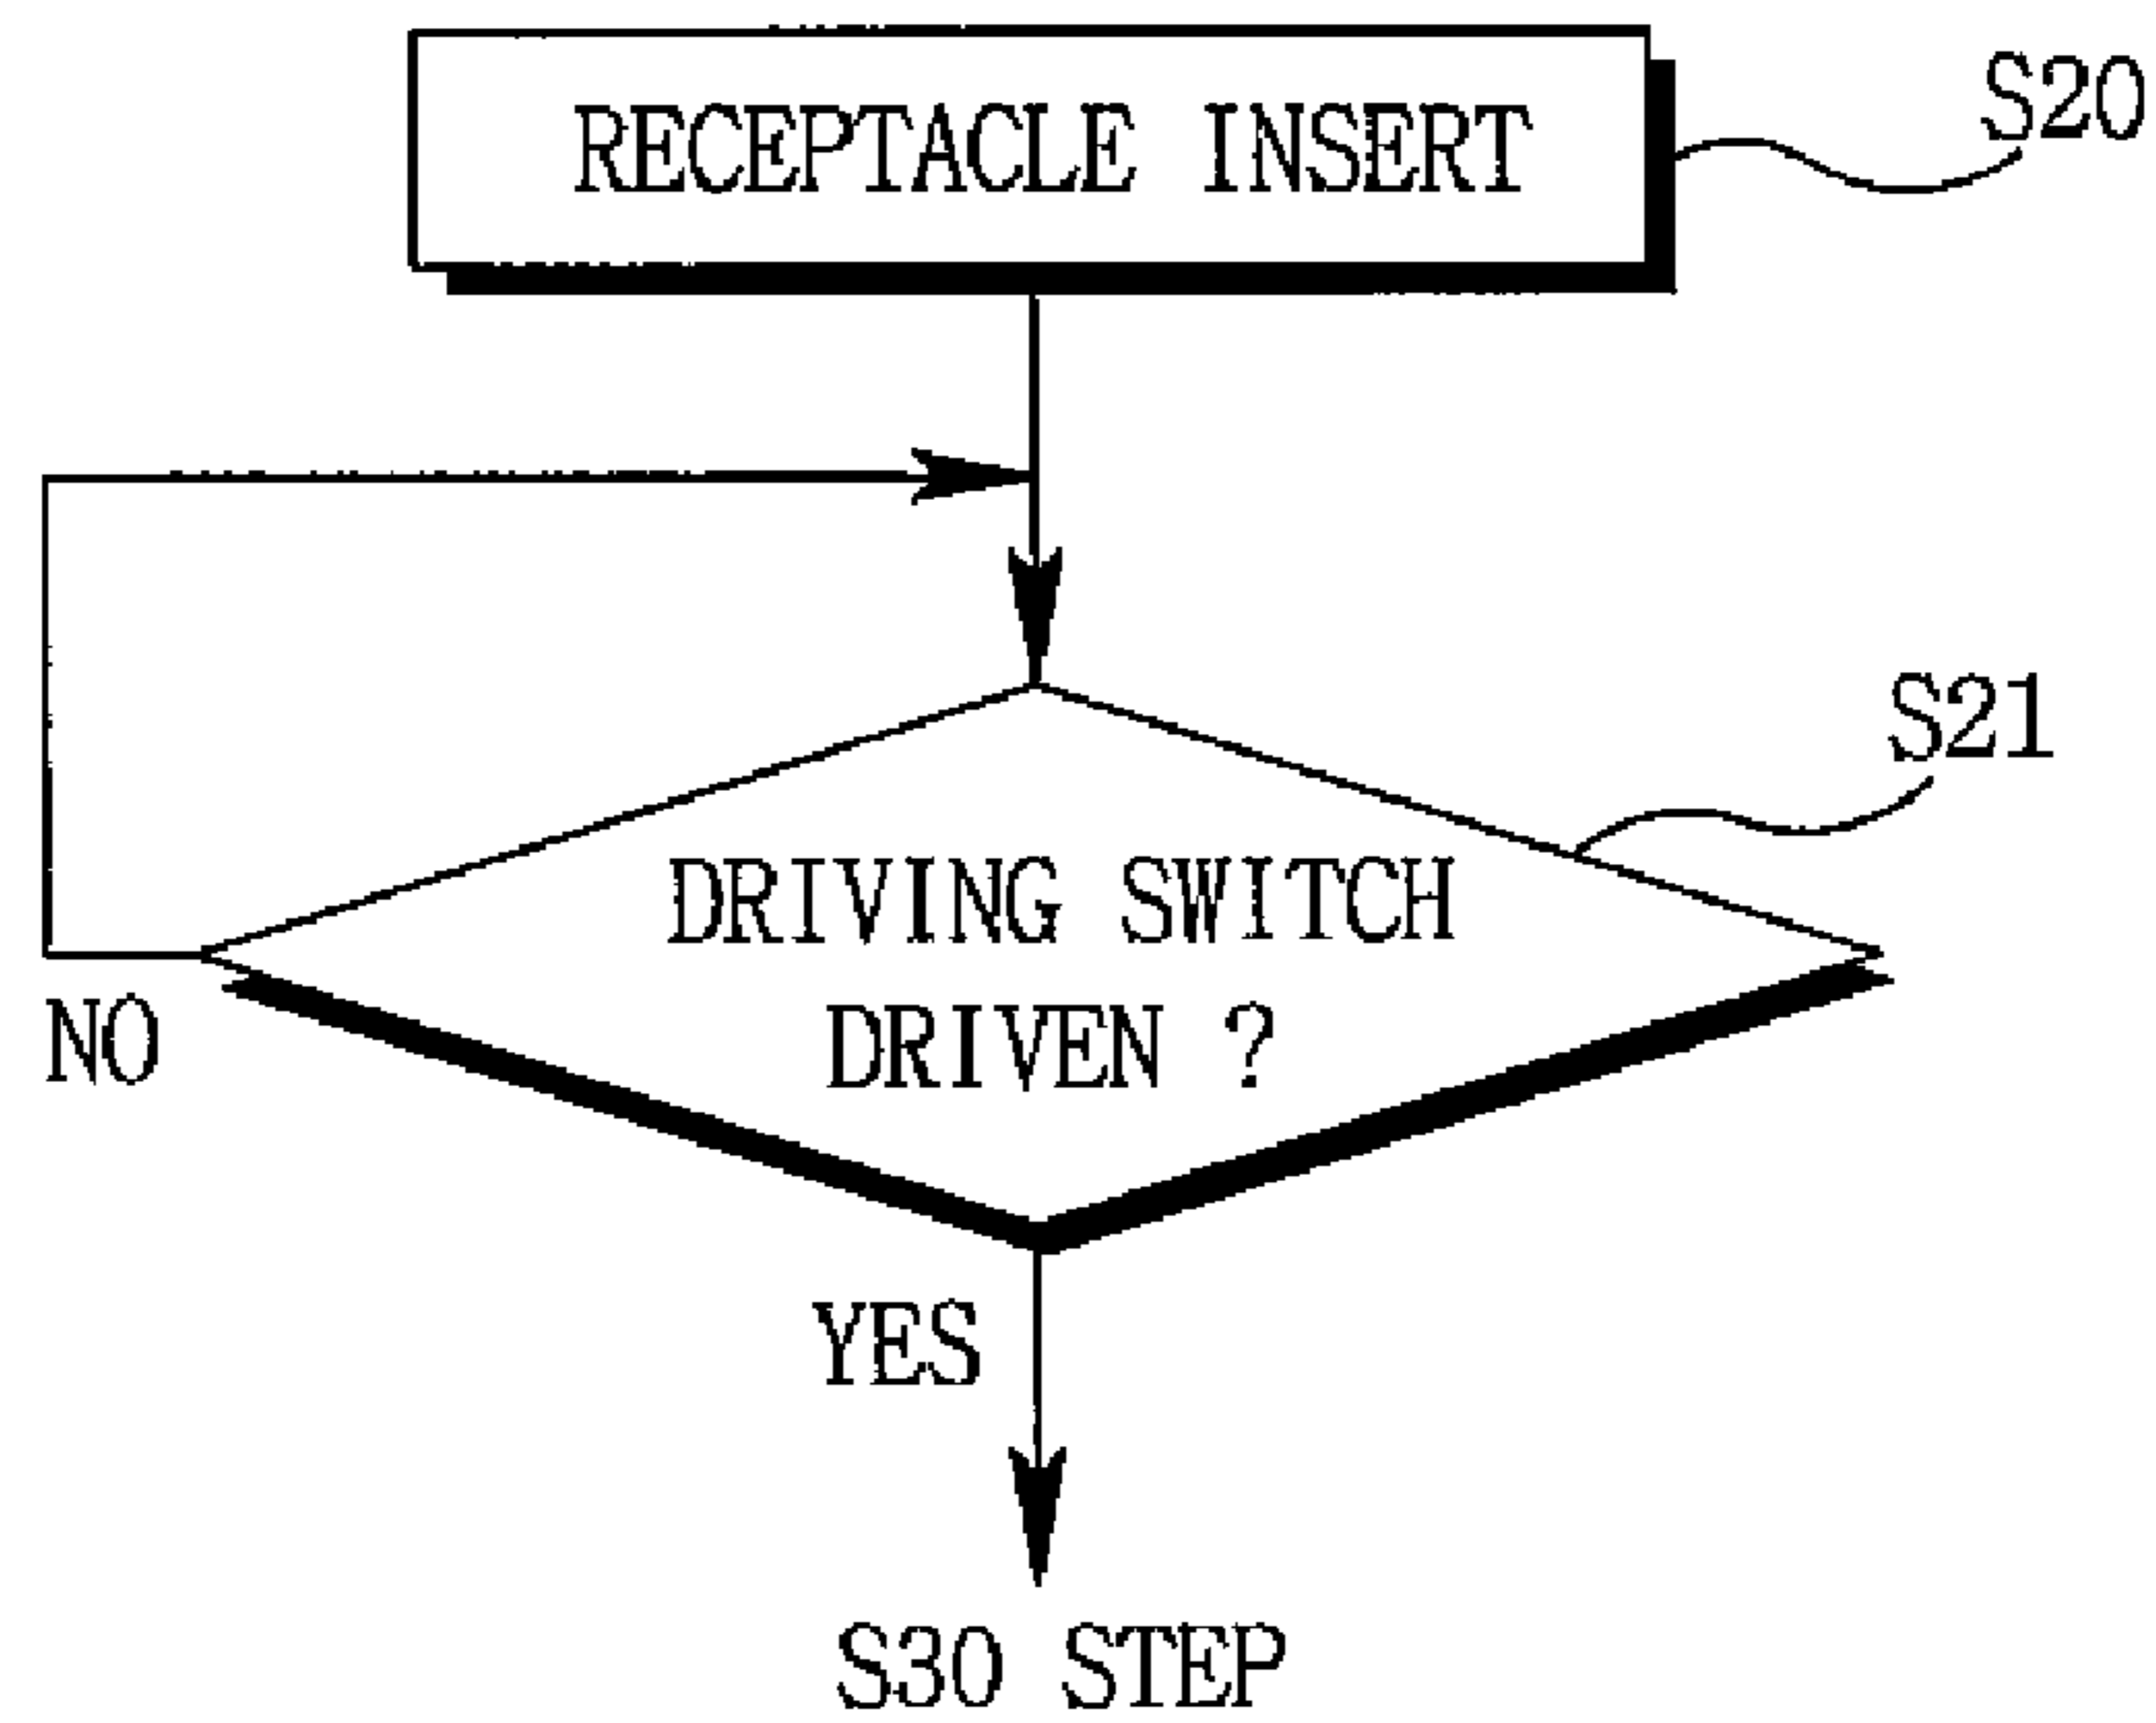 RECEPTACLE INSERT
S20
S21
DRIVING SWITCH
DRIVEN ?
NO
YES
S30 STEP